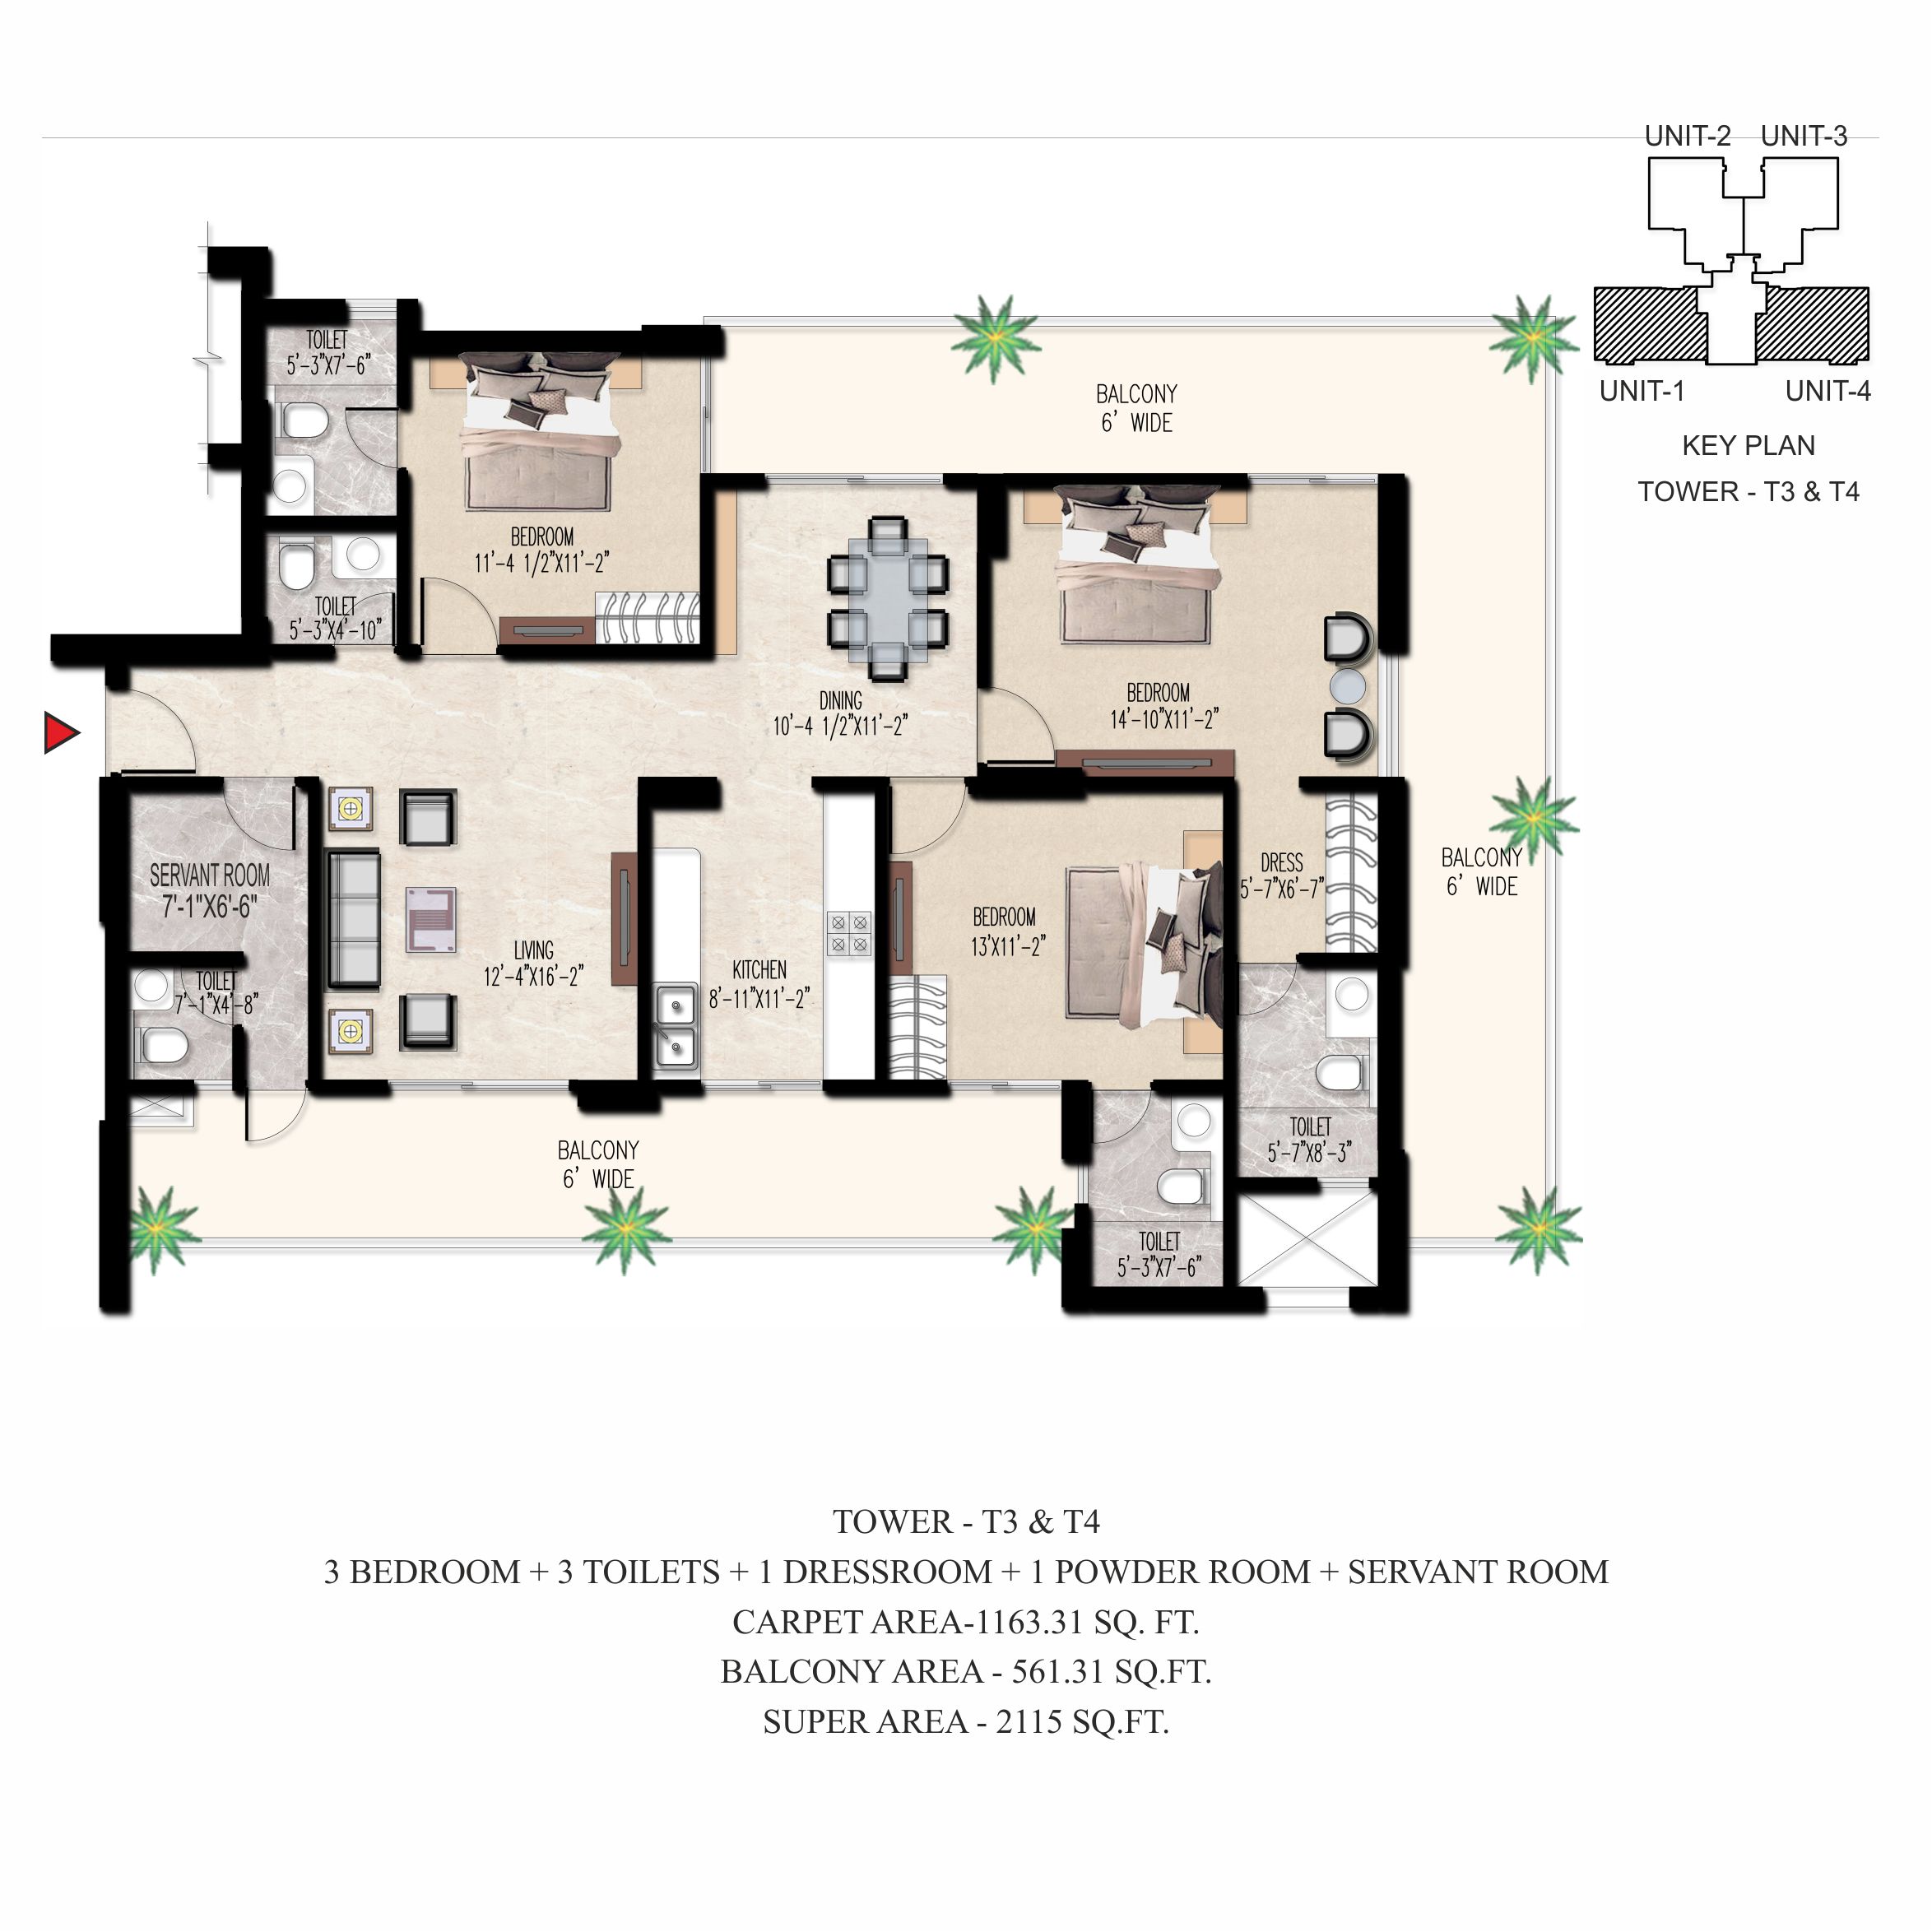 UNIT-2 UNIT-3
UNIT-1 UNIT-4
KEY PLAN
TOWER - T3 & T4
TOILET
5'-3"X7'-6"
BALCONY
6' WIDE
BEDROOM
11'-4 1/2"X11'-2"
TOILET
5'-3"X4'-10"
DINING
10'-4 1/2"X11'-2"
BEDROOM
14'-10"X11'-2"
SERVANT ROOM
7'-1"X6'-6"
TOILET
7'-1"X4'-8"
LIVING
12'-4"X16'-2"
KITCHEN
8'-11"X11'-2"
BEDROOM
13'X11'-2"
DRESS
5'-7"X6'-7"
BALCONY
6' WIDE
BALCONY
6' WIDE
TOILET
5'-7"X8'-3"
TOILET
5'-3"X7'-6"
TOWER - T3 & T4
3 BEDROOM + 3 TOILETS + 1 DRESSROOM + 1 POWDER ROOM + SERVANT ROOM
CARPET AREA-1163.31 SQ. FT.
BALCONY AREA - 561.31 SQ.FT.
SUPER AREA - 2115 SQ.FT.